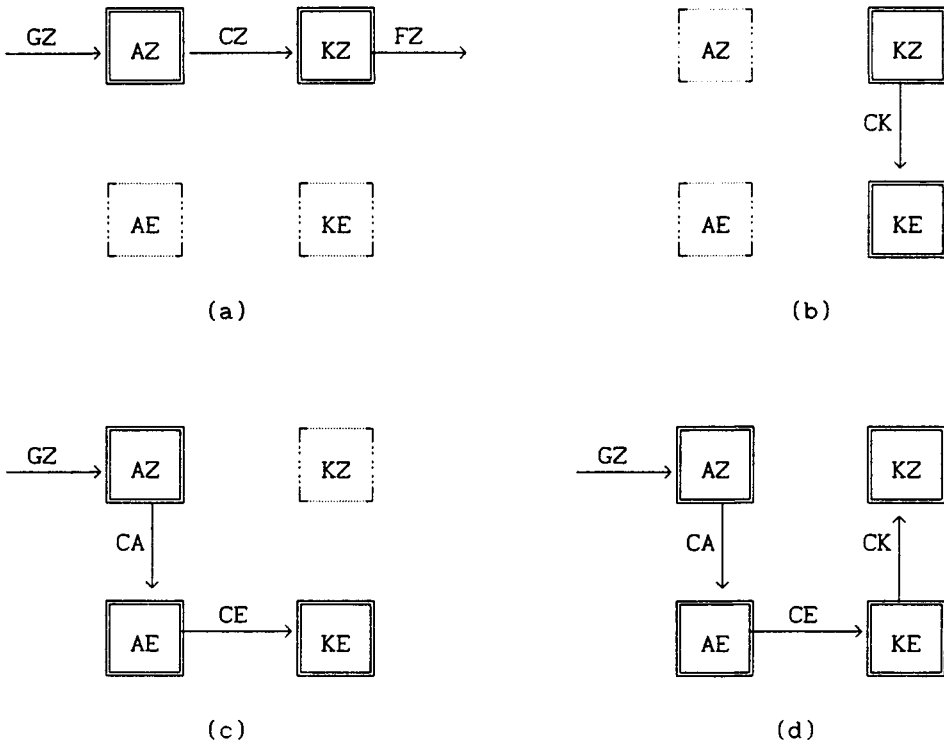 GZ AZ CZ KZ FZ
AE KE
(a)
AZ KZ
CK
AE KE
(b)
GZ AZ KZ
CA
AE CE KE
(c)
GZ AZ KZ
CA CK
AE CE KE
(d)